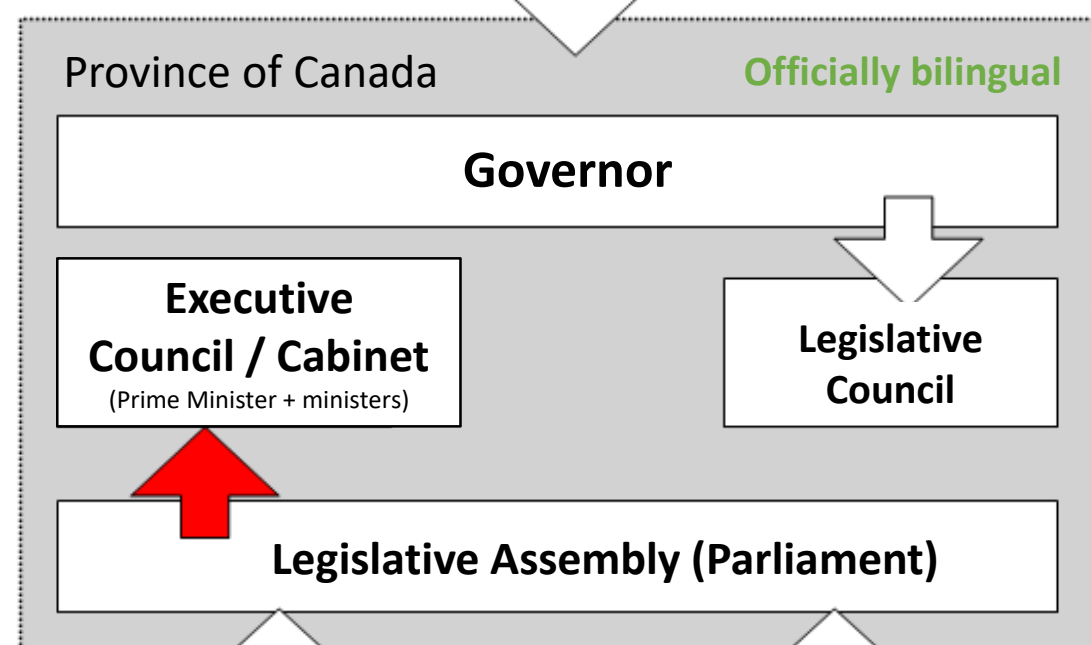 Province of Canada
Officially bilingual
Governor
Executive
Council / Cabinet
(Prime Minister + ministers)
Legislative
Council
Legislative Assembly (Parliament)